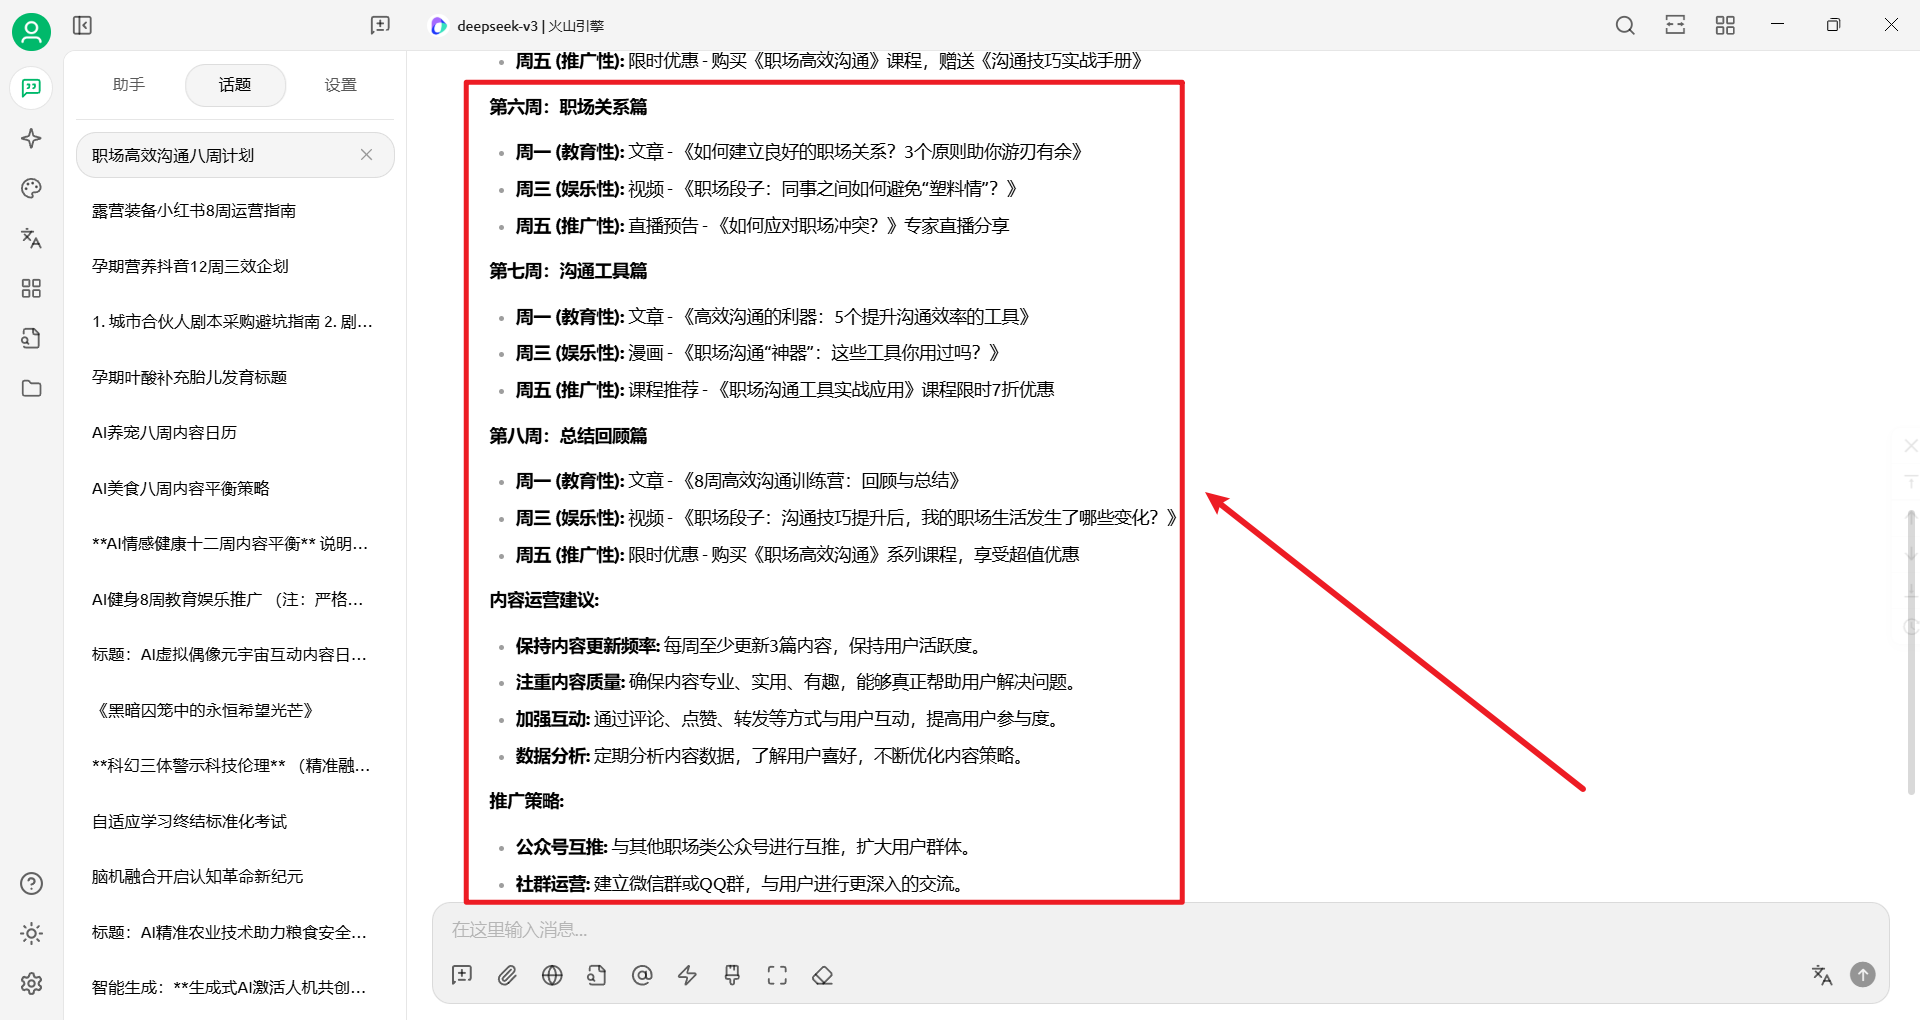 deepseek-v3 | 火山引擎
助手
话题
设置
职场高效沟通八周计划
露营装备小红书8周运营指南
孕期营养抖音12周三效企划
1. 城市合伙人剧本采购避坑指南 2. 剧...
孕期叶酸补充胎儿发育标题
AI养宠八周内容日历
AI美食八周内容平衡策略
**AI情感健康十二周内容平衡** 说明...
AI健身8周教育娱乐推广 （注：严格...
标题：AI虚拟偶像元宇宙互动内容日...
《黑暗囚笼中的永恒希望光芒》
**科幻三体警示科技伦理** （精准融...
自适应学习终结标准化考试
脑机融合开启认知革命新纪元
标题：AI精准农业技术助力粮食安全...
智能生成：**生成式AI激活人机共创...
周五 (推广性): 限时优惠 - 购买《职场高效沟通》课程，赠送《沟通技巧实战手册》
第六周：职场关系篇
周一 (教育性): 文章 - 《如何建立良好的职场关系？3个原则助你游刃有余》
周三 (娱乐性): 视频 - 《职场段子：同事之间如何避免“塑料情”？》
周五 (推广性): 直播预告 - 《如何应对职场冲突？》专家直播分享
第七周：沟通工具篇
周一 (教育性): 文章 - 《高效沟通的利器：5个提升沟通效率的工具》
周三 (娱乐性): 漫画 - 《职场沟通“神器”：这些工具你用过吗？》
周五 (推广性): 课程推荐 - 《职场沟通工具实战应用》课程限时7折优惠
第八周：总结回顾篇
周一 (教育性): 文章 - 《8周高效沟通训练营：回顾与总结》
周三 (娱乐性): 视频 - 《职场段子：沟通技巧提升后，我的职场生活发生了哪些变化？》
周五 (推广性): 限时优惠 - 购买《职场高效沟通》系列课程，享受超值优惠
内容运营建议:
保持内容更新频率: 每周至少更新3篇内容，保持用户活跃度。
注重内容质量: 确保内容专业、实用、有趣，能够真正帮助用户解决问题。
加强互动: 通过评论、点赞、转发等方式与用户互动，提高用户参与度。
数据分析: 定期分析内容数据，了解用户喜好，不断优化内容策略。
推广策略:
公众号互推: 与其他职场类公众号进行互推，扩大用户群体。
社群运营: 建立微信群或QQ群，与用户进行更深入的交流。
在这里输入消息...